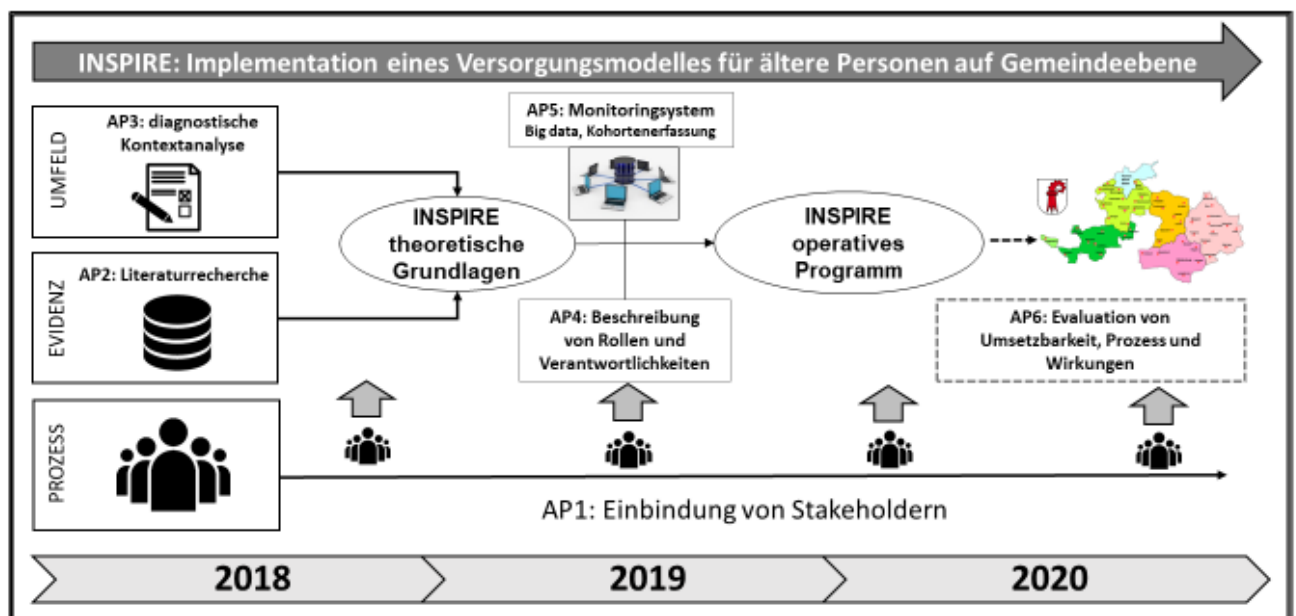 INSPIRE: Implementation eines Versorgungsmodelles für ältere Personen auf Gemeindeebene
UMFELD
AP3: diagnostische
Kontextanalyse
AP5: Monitoringsystem
Big data, Kohortenerfassung
INSPIRE
theoretische
Grundlagen
INSPIRE
operatives
Programm
EVIDENZ
AP2: Literaturrecherche
AP4: Beschreibung
von Rollen und
Verantwortlichkeiten
AP6: Evaluation von
Umsetzbarkeit, Prozess und
Wirkungen
PROZESS
AP1: Einbindung von Stakeholdern
2018
2019
2020